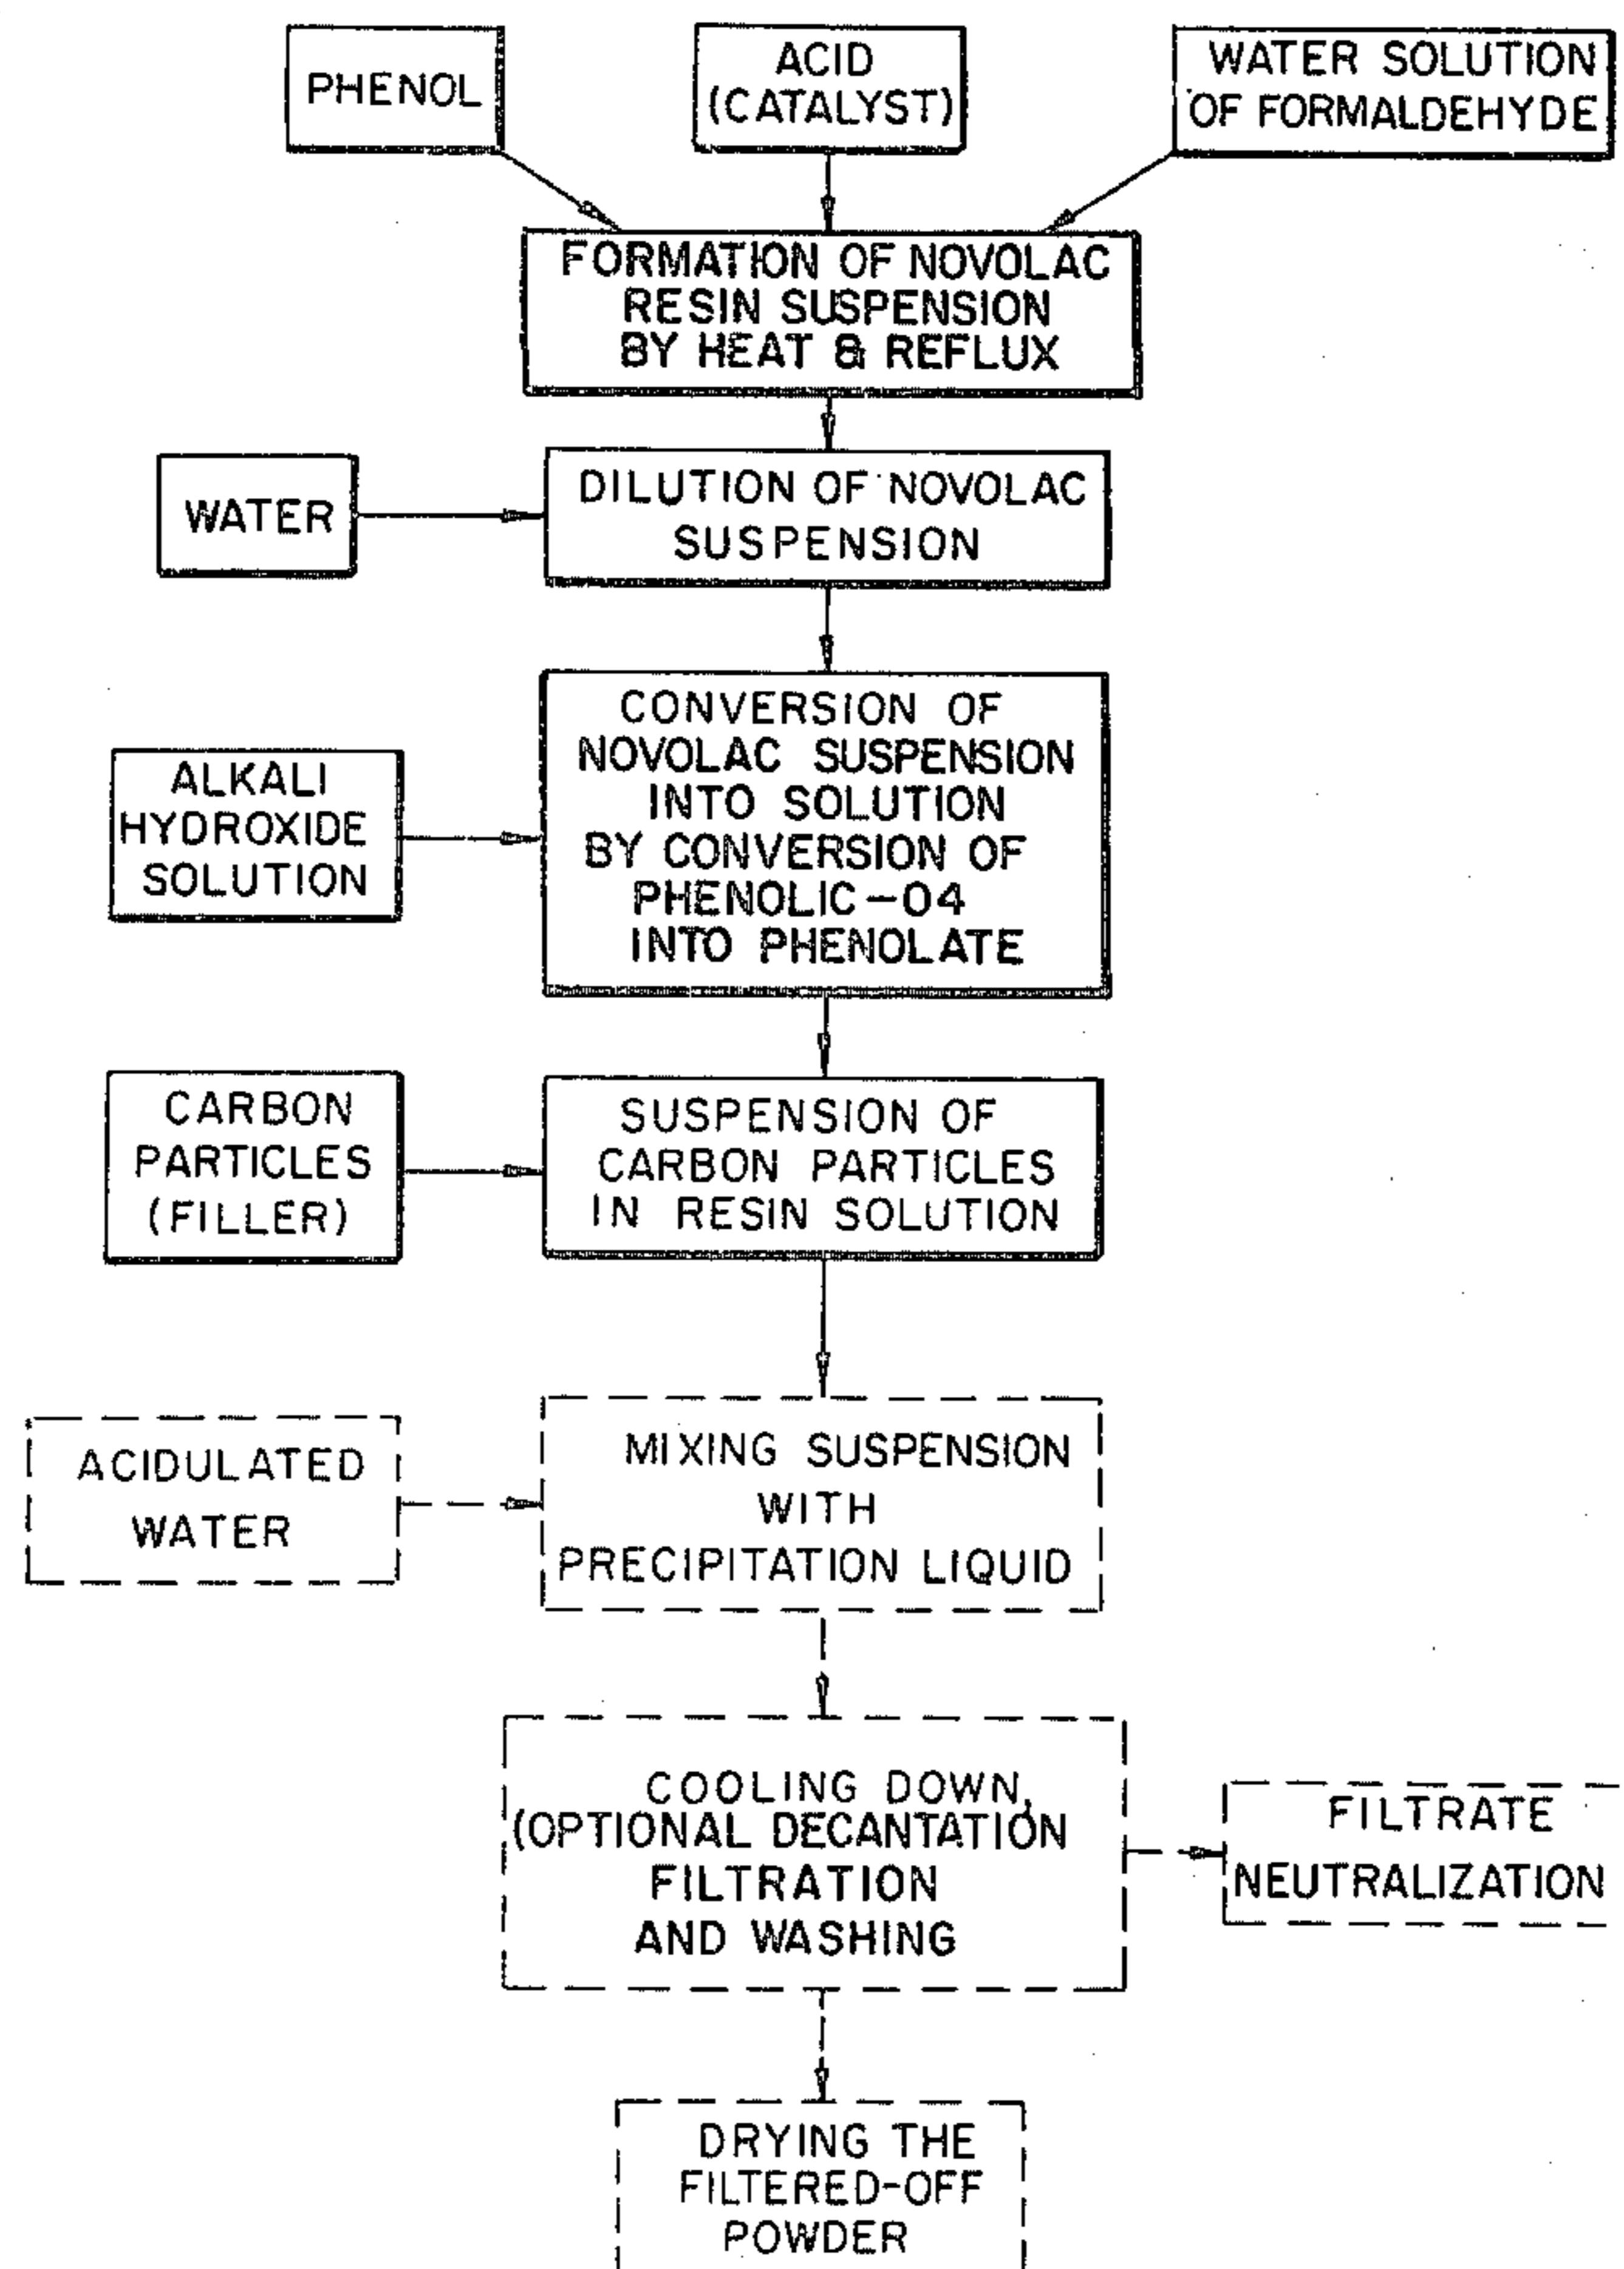 PHENOL
ACID
(CATALYST)
WATER SOLUTION
OF FORMALDEHYDE
FORMATION OF NOVOLAC
RESIN SUSPENSION
BY HEAT & REFLUX
WATER
DILUTION OF NOVOLAC
SUSPENSION
ALKALI
HYDROXIDE
SOLUTION
CONVERSION OF
NOVOLAC SUSPENSION
INTO SOLUTION
BY CONVERSION OF
PHENOLIC-04
INTO PHENOLATE
CARBON
PARTICLES
(FILLER)
SUSPENSION OF
CARBON PARTICLES
IN RESIN SOLUTION
ACIDULATED
WATER
MIXING SUSPENSION
WITH
PRECIPITATION LIQUID
COOLING DOWN,
(OPTIONAL DECANTATION
FILTRATION
AND WASHING
FILTRATE
NEUTRALIZATION
DRYING THE
FILTERED-OFF
POWDER